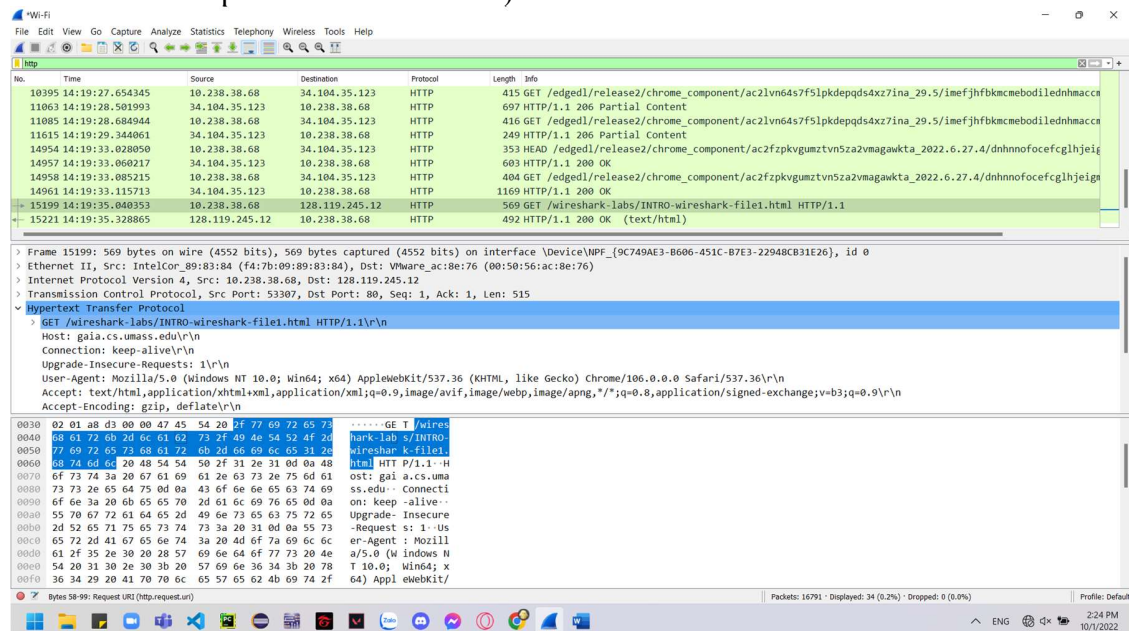 *Wi-Fi
File Edit View Go Capture Analyze Statistics Telephony Wireless Tools Help
http
No. Time Source Destination Protocol Length Info
10395 14:19:27.654345 10.238.38.68 34.104.35.123 HTTP 415 GET /edgedl/release2/chrome_component/ac2lvn64s7f5lpkdepqds4xz7ina_29.5/imefjhfbkmcmebodilednhmaccm
11063 14:19:28.501993 34.104.35.123 10.238.38.68 HTTP 697 HTTP/1.1 206 Partial Content
11085 14:19:28.684944 10.238.38.68 34.104.35.123 HTTP 416 GET /edgedl/release2/chrome_component/ac2lvn64s7f5lpkdepqds4xz7ina_29.5/imefjhfbkmcmebodilednhmaccm
11615 14:19:29.344061 34.104.35.123 10.238.38.68 HTTP 249 HTTP/1.1 206 Partial Content
14954 14:19:33.028050 10.238.38.68 34.104.35.123 HTTP 353 HEAD /edgedl/release2/chrome_component/ac2fzpkvgumztvn5za2vmagawkta_2022.6.27.4/dnhnnofocefcglhjeig
14957 14:19:33.060217 34.104.35.123 10.238.38.68 HTTP 603 HTTP/1.1 200 OK
14958 14:19:33.085215 10.238.38.68 34.104.35.123 HTTP 404 GET /edgedl/release2/chrome_component/ac2fzpkvgumztvn5za2vmagawkta_2022.6.27.4/dnhnnofocefcglhjeigm
14961 14:19:33.115713 34.104.35.123 10.238.38.68 HTTP 1169 HTTP/1.1 200 OK
15199 14:19:35.040353 10.238.38.68 128.119.245.12 HTTP 569 GET /wireshark-labs/INTRO-wireshark-file1.html HTTP/1.1
15221 14:19:35.328865 128.119.245.12 10.238.38.68 HTTP 492 HTTP/1.1 200 OK (text/html)
> Frame 15199: 569 bytes on wire (4552 bits), 569 bytes captured (4552 bits) on interface \Device\NPF_{9C749AE3-B606-451C-B7E3-22948CB31E26}, id 0
> Ethernet II, Src: IntelCor_89:83:84 (f4:7b:09:89:83:84), Dst: VMware_ac:8e:76 (00:50:56:ac:8e:76)
> Internet Protocol Version 4, Src: 10.238.38.68, Dst: 128.119.245.12
> Transmission Control Protocol, Src Port: 53307, Dst Port: 80, Seq: 1, Ack: 1, Len: 515
Hypertext Transfer Protocol
> GET /wireshark-labs/INTRO-wireshark-file1.html HTTP/1.1\r\n
Host: gaia.cs.umass.edu\r\n
Connection: keep-alive\r\n
Upgrade-Insecure-Requests: 1\r\n
User-Agent: Mozilla/5.0 (Windows NT 10.0; Win64; x64) AppleWebKit/537.36 (KHTML, like Gecko) Chrome/106.0.0.0 Safari/537.36\r\n
Accept: text/html,application/xhtml+xml,application/xml;q=0.9,image/avif,image/webp,image/apng,*/*;q=0.8,application/signed-exchange;v=b3;q=0.9\r\n
Accept-Encoding: gzip, deflate\r\n
0030 02 01 a8 d3 00 00 47 45 54 20 2f 77 69 72 65 73 ······GE T /wires
0040 68 61 72 6b 2d 6c 61 62 73 2f 49 4e 54 52 4f 2d hark-lab s/INTRO-
0050 77 69 72 65 73 68 61 72 6b 2d 66 69 6c 65 31 2e wireshar k-file1.
0060 68 74 6d 6c 20 48 54 54 50 2f 31 2e 31 0d 0a 48 html HTT P/1.1··H
0070 6f 73 74 3a 20 67 61 69 61 2e 63 73 2e 75 6d 61 ost: gai a.cs.uma
0080 73 73 2e 65 64 75 0d 0a 43 6f 6e 6e 65 63 74 69 ss.edu·· Connecti
0090 6f 6e 3a 20 6b 65 65 70 2d 61 6c 69 76 65 0d 0a on: keep -alive··
00a0 55 70 67 72 61 64 65 2d 49 6e 73 65 63 75 72 65 Upgrade- Insecure
00b0 2d 52 65 71 75 65 73 74 73 3a 20 31 0d 0a 55 73 -Request s: 1··Us
00c0 65 72 2d 41 67 65 6e 74 3a 20 4d 6f 7a 69 6c 6c er-Agent : Mozill
00d0 61 2f 35 2e 30 20 28 57 69 6e 64 6f 77 73 20 4e a/5.0 (W indows N
00e0 54 20 31 30 2e 30 3b 20 57 69 6e 36 34 3b 20 78 T 10.0; Win64; x
00f0 36 34 29 20 41 70 70 6c 65 57 65 62 4b 69 74 2f 64) Appl eWebKit/
Bytes 58-99: Request URI (http.request.uri) Packets: 16791 · Displayed: 34 (0.2%) · Dropped: 0 (0.0%) Profile: Default
Zalo ENG 2:24 PM
10/1/2022